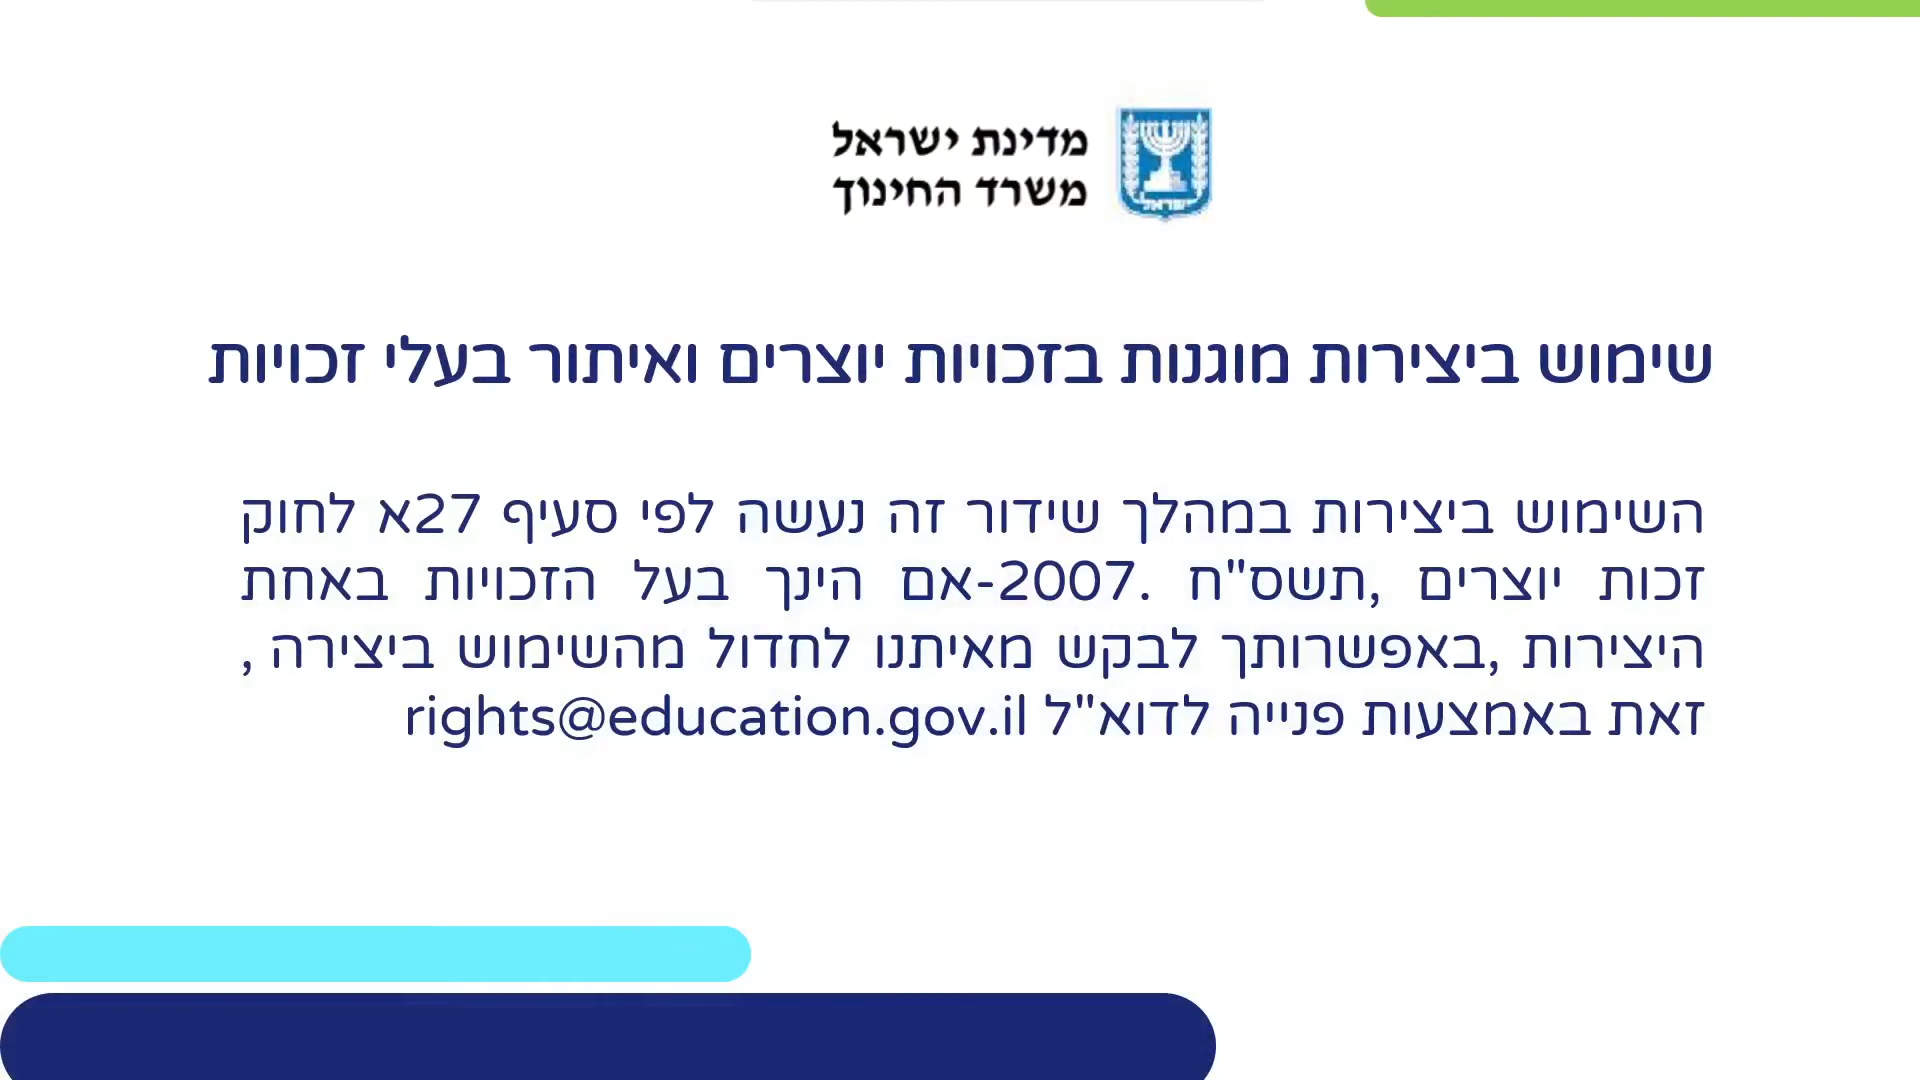 מדינת ישראל
משרד החינוך
ישראל
שימוש ביצירות מוגנות בזכויות יוצרים ואיתור בעלי זכויות
השימוש ביצירות במהלך שידור זה נעשה לפי סעיף 27א לחוק
זכות יוצרים ,תשס"ח .2007-אם הינך בעל הזכויות באחת
היצירות ,באפשרותך לבקש מאיתנו לחדול מהשימוש ביצירה ,
זאת באמצעות פנייה לדוא"ל rights@education.gov.il